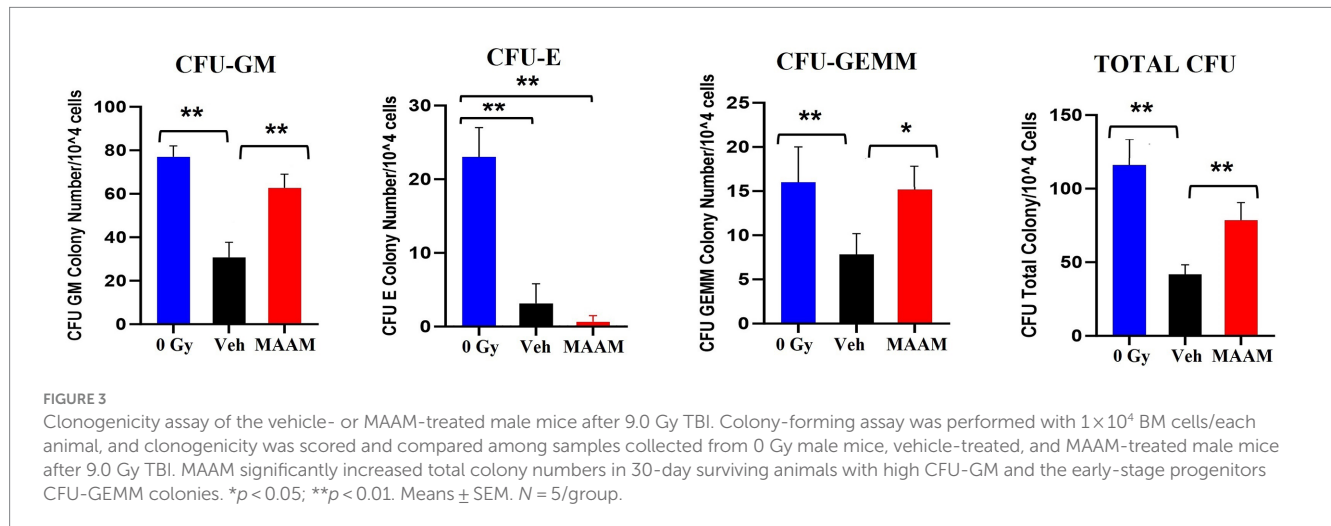 CFU-GM
CFU GM Colony Number/10^4 cells
100
80
60
40
20
0
**
**
0 Gy Veh MAAM
CFU-E
CFU E Colony Number/10^4 cells
30
20
10
0
**
**
0 Gy Veh MAAM
CFU-GEMM
CFU GEMM Colony Number/10^4 cells
25
20
15
10
5
0
**
*
0 Gy Veh MAAM
TOTAL CFU
CFU Total Colony/10^4 Cells
150
100
50
0
**
**
0 Gy Veh MAAM
FIGURE 3
Clonogenicity assay of the vehicle- or MAAM-treated male mice after 9.0 Gy TBI. Colony-forming assay was performed with 1×10⁴ BM cells/each
animal, and clonogenicity was scored and compared among samples collected from 0 Gy male mice, vehicle-treated, and MAAM-treated male mice
after 9.0 Gy TBI. MAAM significantly increased total colony numbers in 30-day surviving animals with high CFU-GM and the early-stage progenitors
CFU-GEMM colonies. *p < 0.05; **p < 0.01. Means ± SEM. N = 5/group.